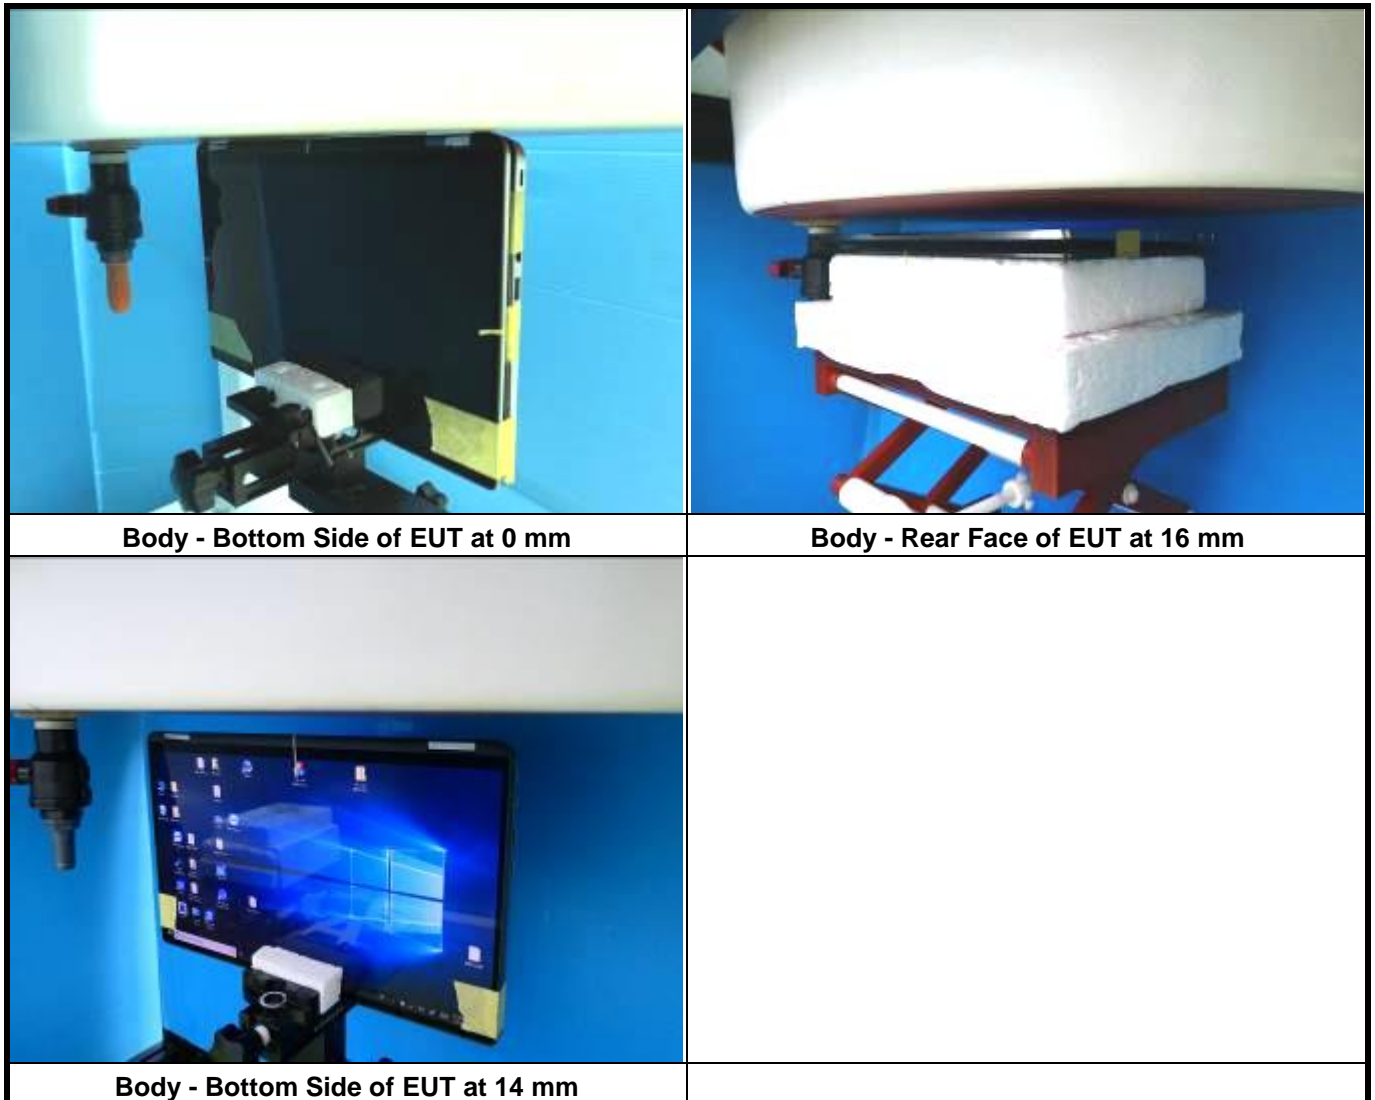 Body - Bottom Side of EUT at 0 mm
Body - Rear Face of EUT at 16 mm
Body - Bottom Side of EUT at 14 mm